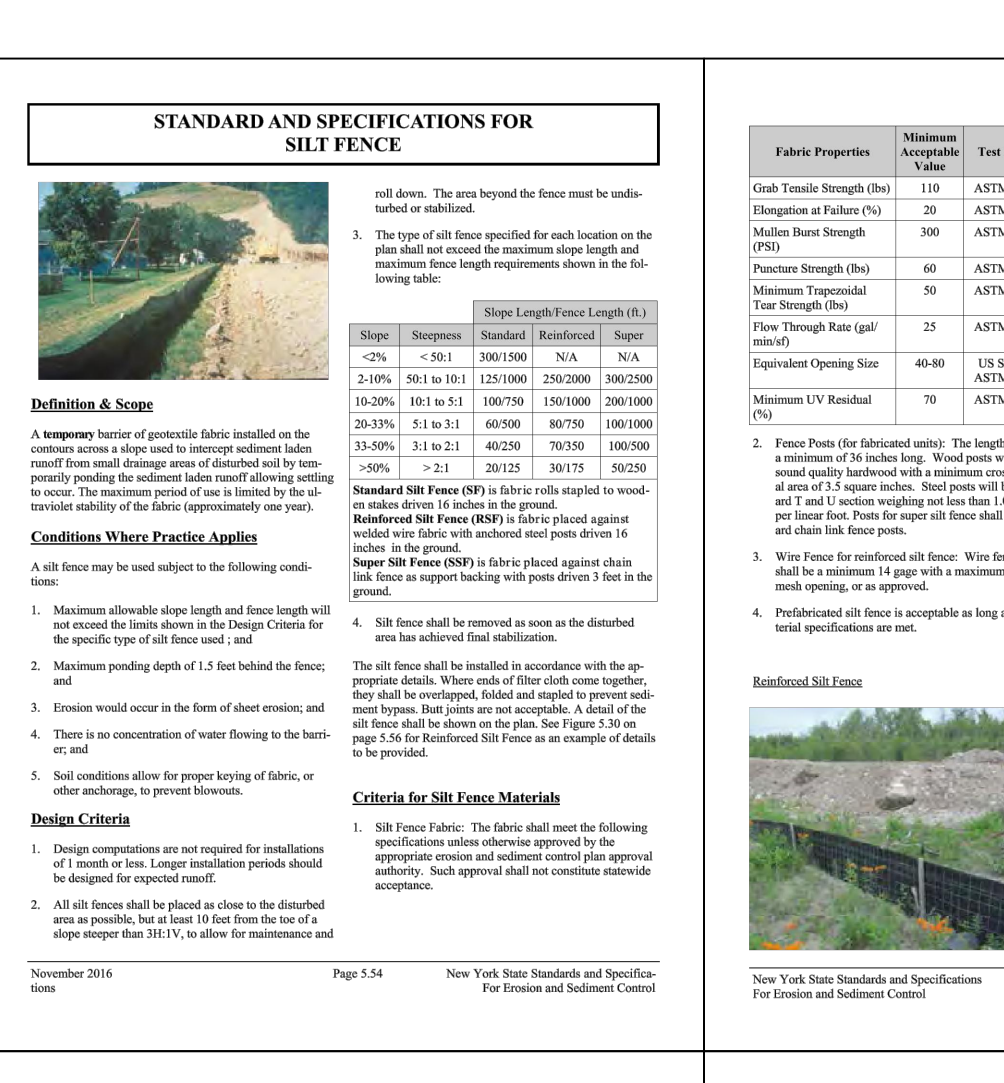 STANDARD AND SPECIFICATIONS FOR
SILT FENCE
Definition & Scope
A temporary barrier of geotextile fabric installed on the
contours across a slope used to intercept sediment laden
runoff from small drainage areas of disturbed soil by tem-
porarily ponding the sediment laden runoff allowing settling
to occur. The maximum period of use is limited by the ul-
traviolet stability of the fabric (approximately one year).
Conditions Where Practice Applies
A silt fence may be used subject to the following condi-
tions:
1. Maximum allowable slope length and fence length will
not exceed the limits shown in the Design Criteria for
the specific type of silt fence used ; and
2. Maximum ponding depth of 1.5 feet behind the fence;
and
3. Erosion would occur in the form of sheet erosion; and
4. There is no concentration of water flowing to the barri-
er; and
5. Soil conditions allow for proper keying of fabric, or
other anchorage, to prevent blowouts.
Design Criteria
1. Design computations are not required for installations
of 1 month or less. Longer installation periods should
be designed for expected runoff.
2. All silt fences shall be placed as close to the disturbed
area as possible, but at least 10 feet from the toe of a
slope steeper than 3H:1V, to allow for maintenance and
roll down. The area beyond the fence must be undis-
turbed or stabilized.
3. The type of silt fence specified for each location on the
plan shall not exceed the maximum slope length and
maximum fence length requirements shown in the fol-
lowing table:
Slope Length/Fence Length (ft.)
Slope Steepness Standard Reinforced Super
<2% < 50:1 300/1500 N/A N/A
2-10% 50:1 to 10:1 125/1000 250/2000 300/2500
10-20% 10:1 to 5:1 100/750 150/1000 200/1000
20-33% 5:1 to 3:1 60/500 80/750 100/1000
33-50% 3:1 to 2:1 40/250 70/350 100/500
>50% > 2:1 20/125 30/175 50/250
Standard Silt Fence (SF) is fabric rolls stapled to wood-
en stakes driven 16 inches in the ground.
Reinforced Silt Fence (RSF) is fabric placed against
welded wire fabric with anchored steel posts driven 16
inches in the ground.
Super Silt Fence (SSF) is fabric placed against chain
link fence as support backing with posts driven 3 feet in the
ground.
4. Silt fence shall be removed as soon as the disturbed
area has achieved final stabilization.
The silt fence shall be installed in accordance with the ap-
propriate details. Where ends of filter cloth come together,
they shall be overlapped, folded and stapled to prevent sedi-
ment bypass. Butt joints are not acceptable. A detail of the
silt fence shall be shown on the plan. See Figure 5.30 on
page 5.56 for Reinforced Silt Fence as an example of details
to be provided.
Criteria for Silt Fence Materials
1. Silt Fence Fabric: The fabric shall meet the following
specifications unless otherwise approved by the
appropriate erosion and sediment control plan approval
authority. Such approval shall not constitute statewide
acceptance.
November 2016 Page 5.54 New York State Standards and Specifica-
tions For Erosion and Sediment Control
Fabric Properties Minimum Acceptable Value Test
Grab Tensile Strength (lbs) 110 ASTM
Elongation at Failure (%) 20 ASTM
Mullen Burst Strength
(PSI) 300 ASTM
Puncture Strength (lbs) 60 ASTM
Minimum Trapezoidal
Tear Strength (lbs) 50 ASTM
Flow Through Rate (gal/
min/sf) 25 ASTM
Equivalent Opening Size 40-80 US S
ASTM
Minimum UV Residual
(%) 70 ASTM
2. Fence Posts (for fabricated units): The length
a minimum of 36 inches long. Wood posts w
sound quality hardwood with a minimum cros
al area of 3.5 square inches. Steel posts will b
ard T and U section weighing not less than 1.0
per linear foot. Posts for super silt fence shall
ard chain link fence posts.
3. Wire Fence for reinforced silt fence: Wire fen
shall be a minimum 14 gage with a maximum
mesh opening, or as approved.
4. Prefabricated silt fence is acceptable as long a
terial specifications are met.
Reinforced Silt Fence
New York State Standards and Specifications
For Erosion and Sediment Control